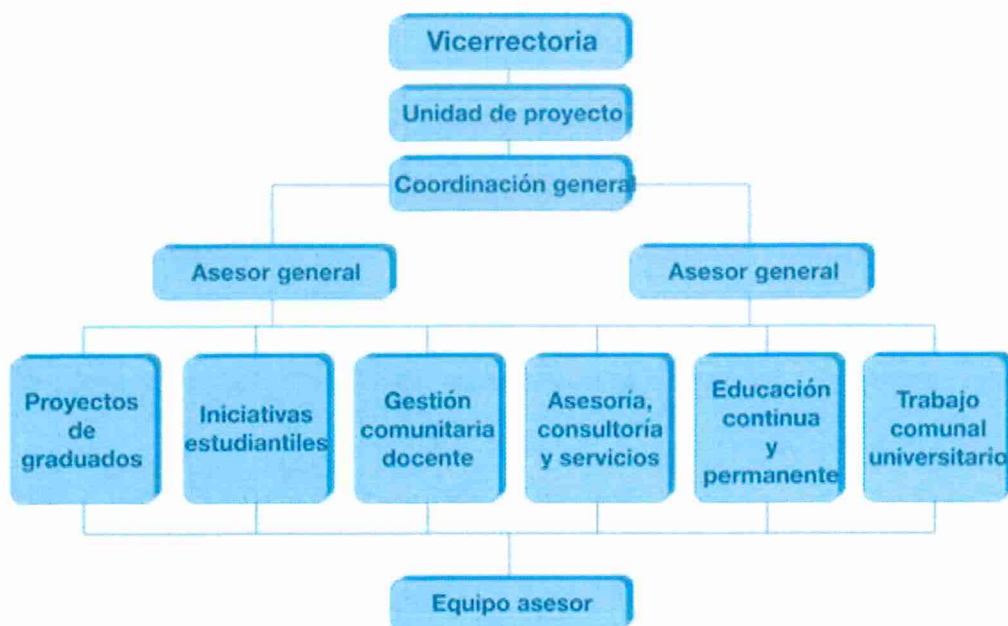 Vicerrectoria
Unidad de proyecto
Coordinación general
Asesor general
Asesor general
Proyectos
de
graduados
Iniciativas
estudiantiles
Gestión
comunitaria
docente
Asesoría,
consultoría
y servicios
Educación
continua
y
permanente
Trabajo
comunal
universitario
Equipo asesor